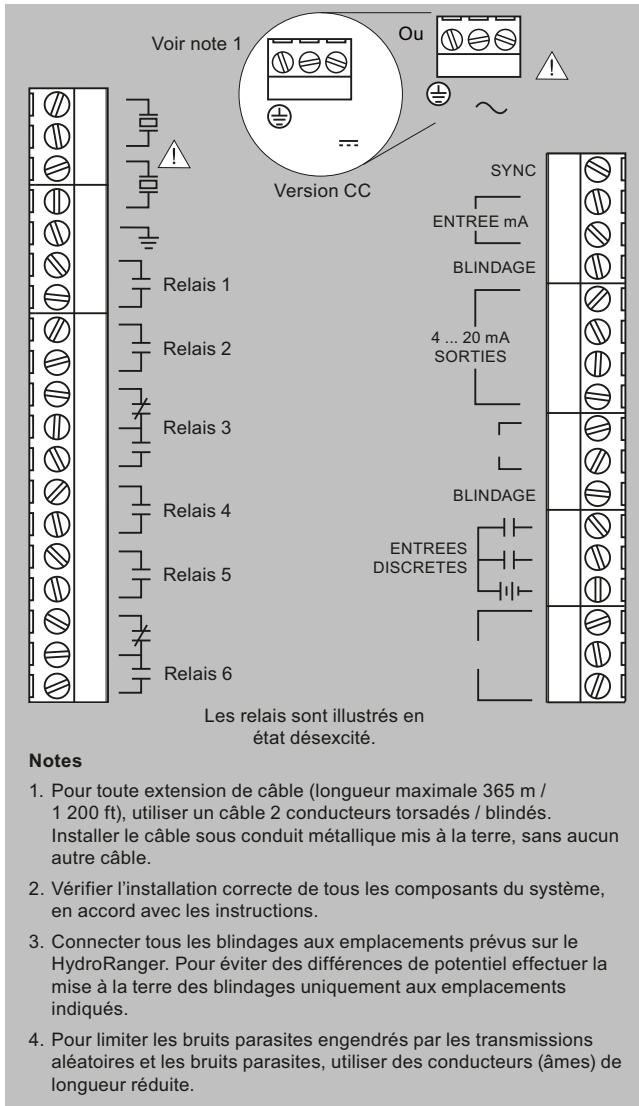 Voir note 1
Ou
Version CC
SYNC
ENTREE mA
BLINDAGE
4 ... 20 mA
SORTIES
BLINDAGE
ENTREES
DISCRETES
Relais 1
Relais 2
Relais 3
Relais 4
Relais 5
Relais 6
Les relais sont illustrés en
état désexcité.
Notes
1. Pour toute extension de câble (longueur maximale 365 m /
1 200 ft), utiliser un câble 2 conducteurs torsadés / blindés.
Installer le câble sous conduit métallique mis à la terre, sans aucun
autre câble.
2. Vérifier l'installation correcte de tous les composants du système,
en accord avec les instructions.
3. Connecter tous les blindages aux emplacements prévus sur le
HydroRanger. Pour éviter des différences de potentiel effectuer la
mise à la terre des blindages uniquement aux emplacements
indiqués.
4. Pour limiter les bruits parasites engendrés par les transmissions
aléatoires et les bruits parasites, utiliser des conducteurs (âmes) de
longueur réduite.